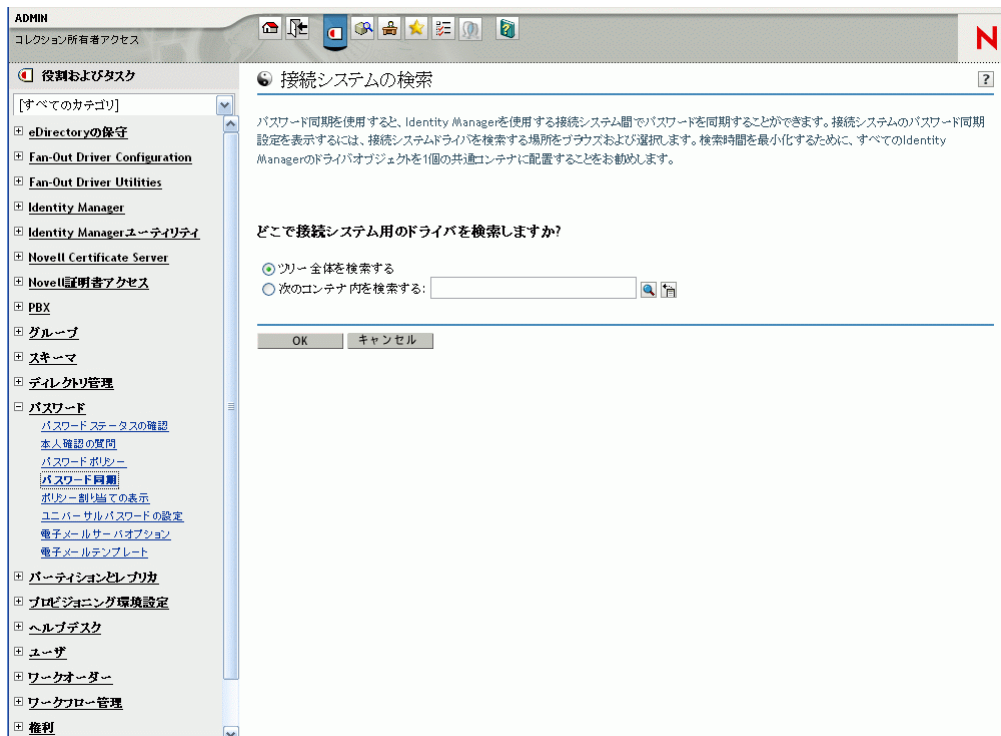 ADMIN
コレクション所有者アクセス
N
役割およびタスク
[すべてのカテゴリ]
eDirectoryの保守
Fan-Out Driver Configuration
Fan-Out Driver Utilities
Identity Manager
Identity Managerユーティリティ
Novell Certificate Server
Novell証明書アクセス
PBX
グループ
スキーマ
ディレクトリ管理
パスワード
パスワードステータスの確認
本人確認の質問
パスワードポリシー
パスワード同期
ポリシー割り当ての表示
ユニバーサルパスワードの設定
電子メールサーバオプション
電子メールテンプレート
パーティションとレプリカ
プロビジョニング環境設定
ヘルプデスク
ユーザ
ワークオーダー
ワークフロー管理
権利
接続システムの検索
?
パスワード同期を使用すると、Identity Managerを使用する接続システム間でパスワードを同期することができます。接続システムのパスワード同期
設定を表示するには、接続システムドライバを検索する場所をブラウズおよび選択します。検索時間を最小化するために、すべてのIdentity
Managerのドライバオブジェクトを1個の共通コンテナに配置することをお勧めします。
どこで接続システム用のドライバを検索しますか?
ツリー全体を検索する
次のコンテナ内を検索する:
OK キャンセル